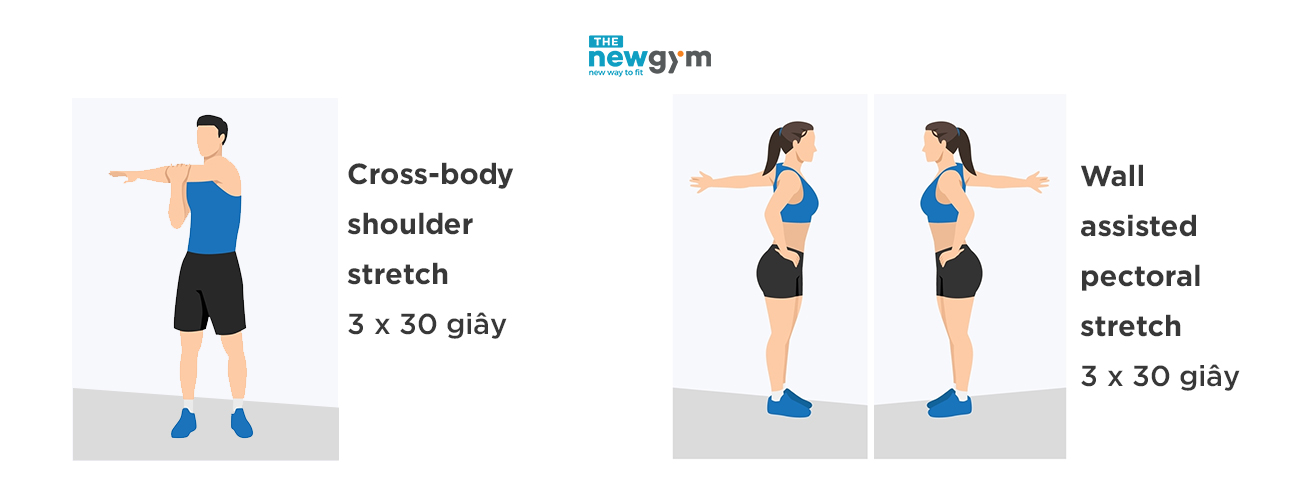 THE
newgym
new way to fit
Cross-body
shoulder
stretch
3 x 30 giây
Wall
assisted
pectoral
stretch
3 x 30 giây